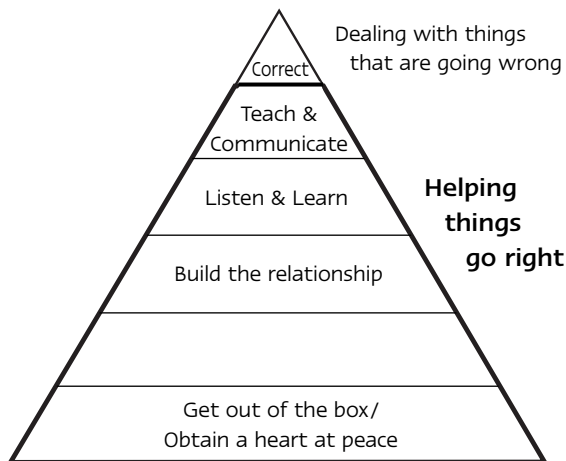 Dealing with things
that are going wrong
Correct
Teach &
Communicate
Listen & Learn
Helping
things
go right
Build the relationship
Get out of the box/
Obtain a heart at peace